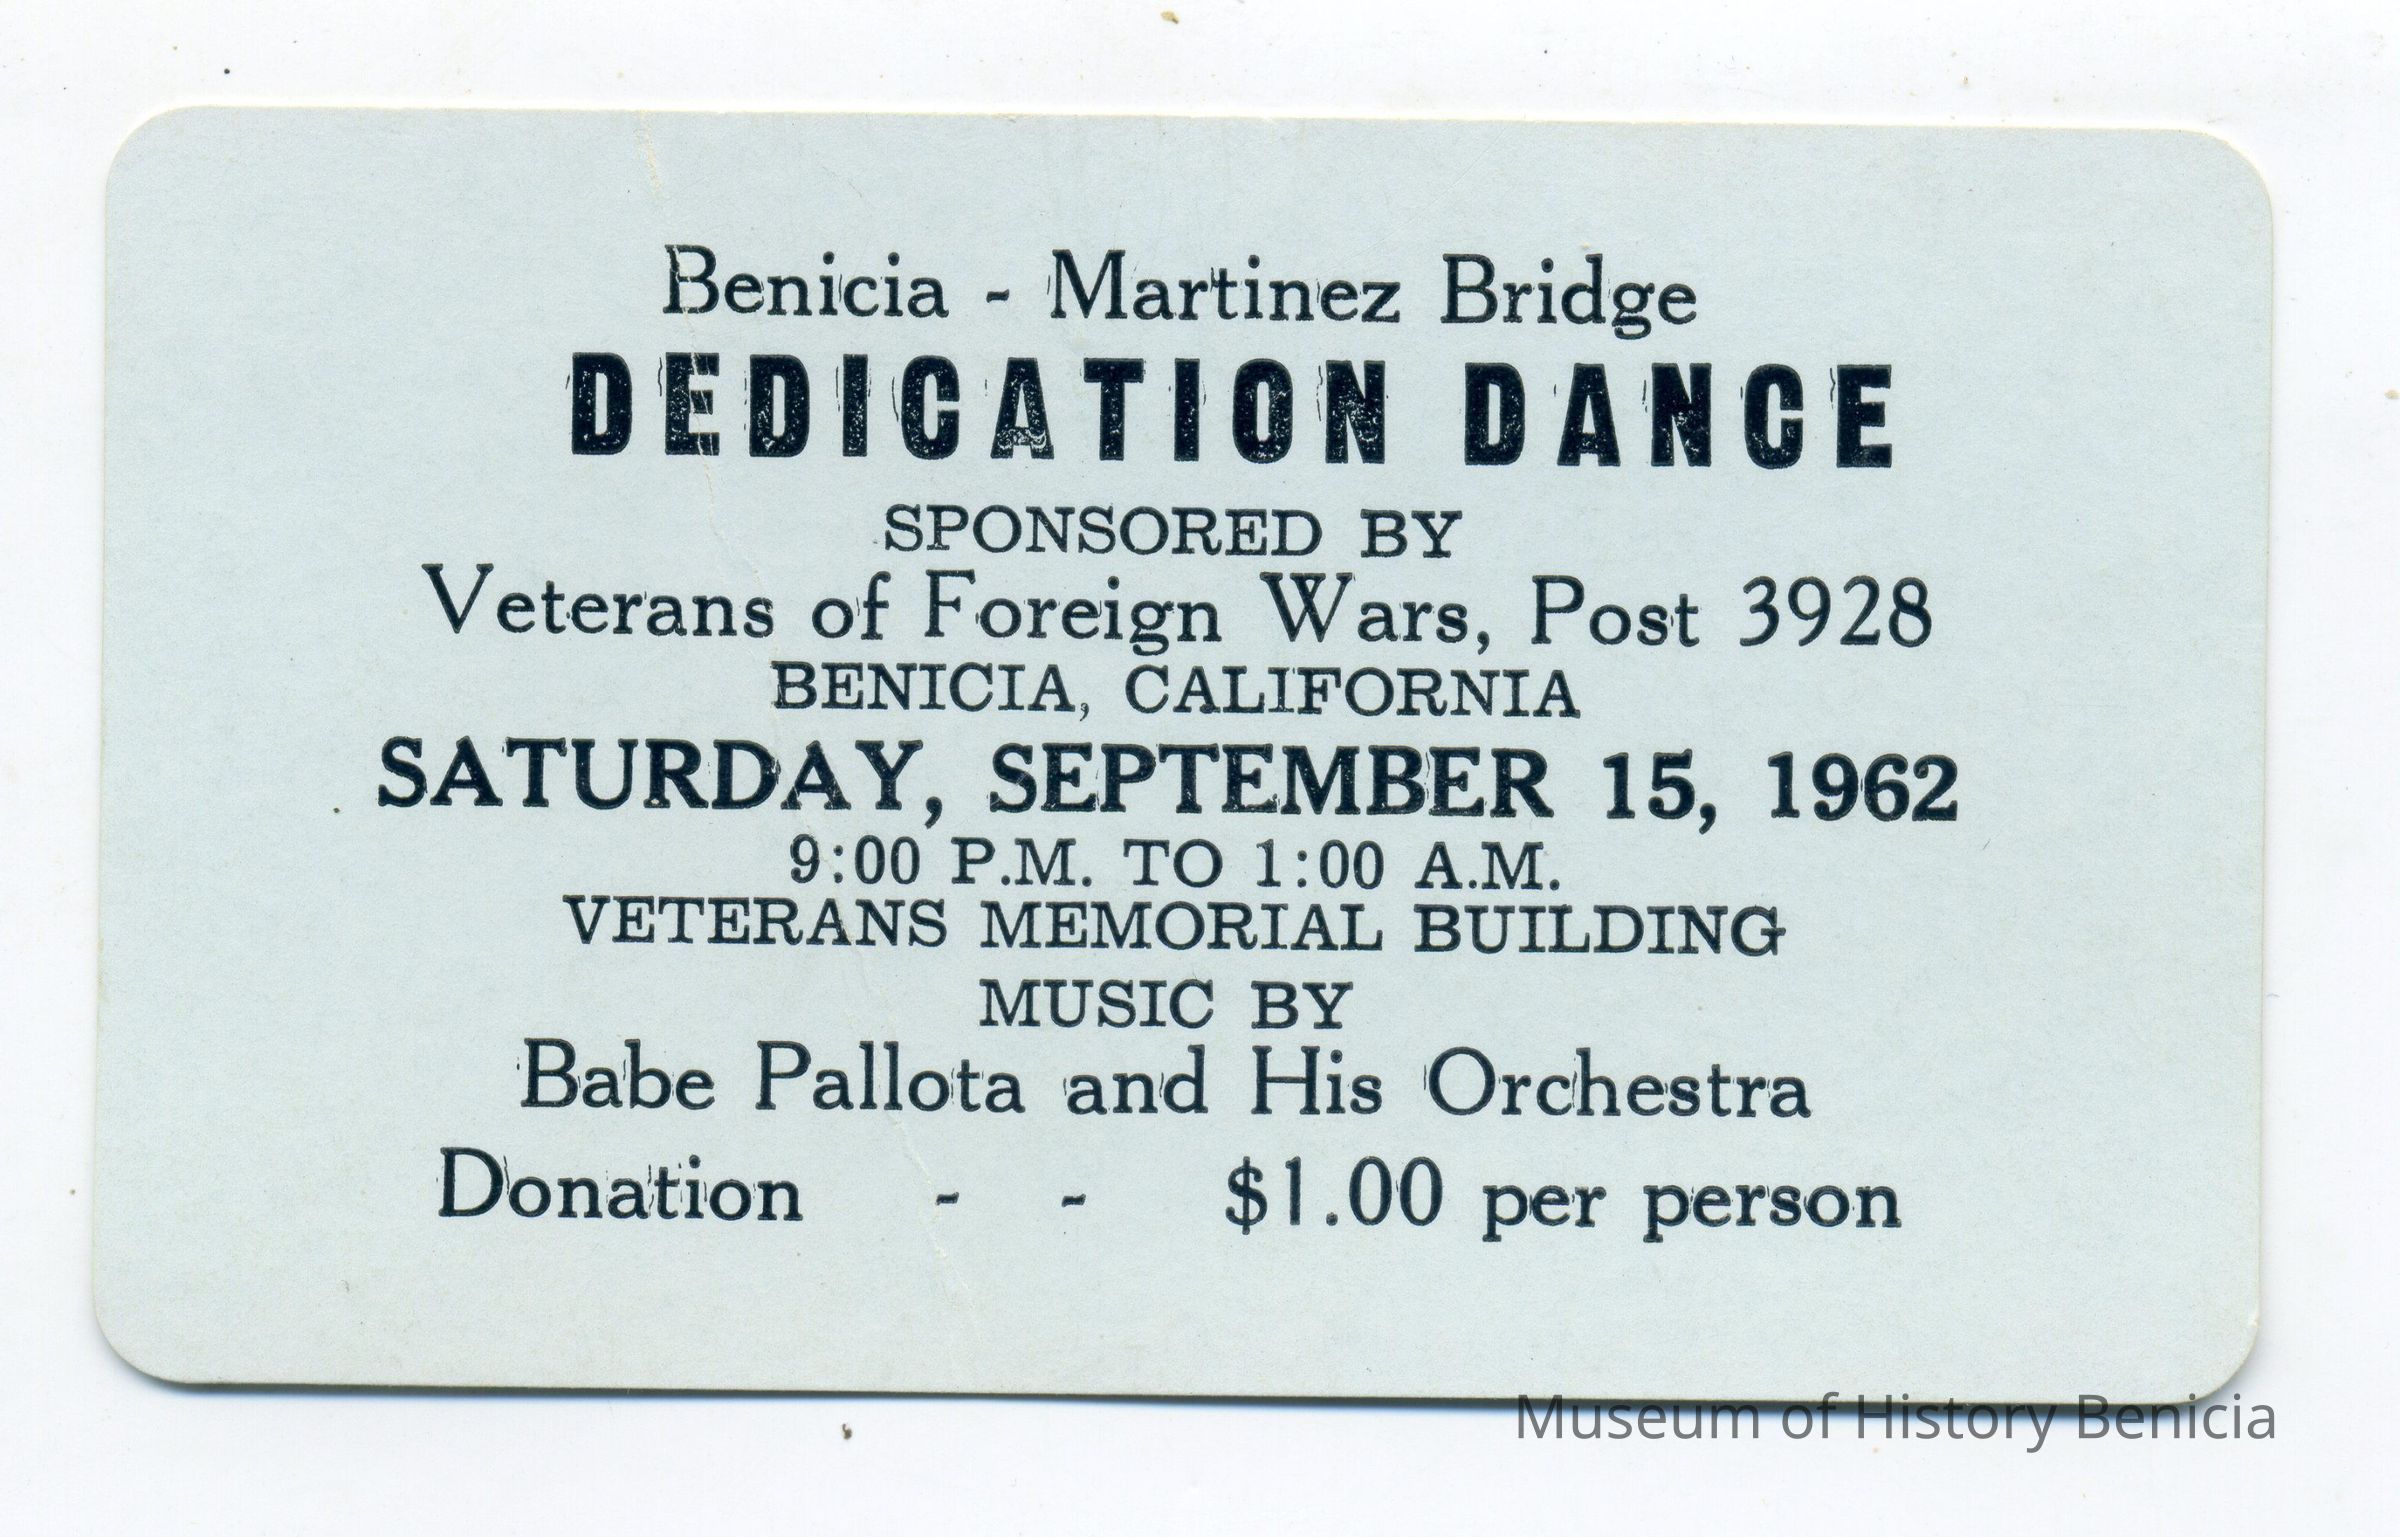 Benicia - Martinez Bridge
DEDICATION DANCE
SPONSORED BY
Veterans of Foreign Wars, Post 3928
BENICIA, CALIFORNIA
SATURDAY, SEPTEMBER 15, 1962
9:00 P.M. TO 1:00 A.M.
VETERANS MEMORIAL BUILDING
MUSIC BY
Babe Pallota and His Orchestra
Donation - - $1.00 per person
Museum of History Benicia